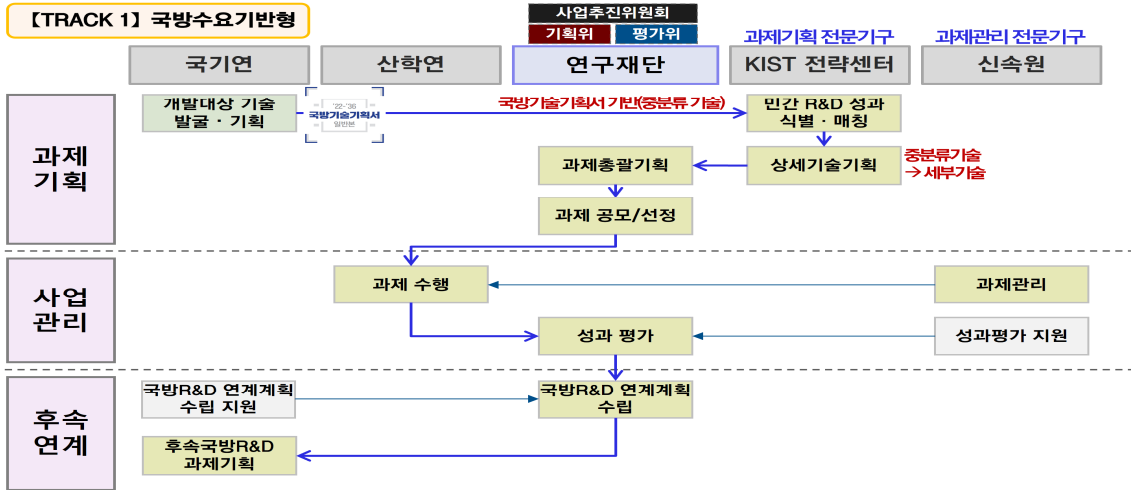 【TRACK 1】 국방수요기반형
사업추진위원회
기획위 평가위
과제기획 전문기구
과제관리 전문기구
국기연
산학연
연구재단
KIST 전략센터
신속원
과제
기획
개발대상 기술
발굴 · 기획
'22-'36
국방기술기획서
일반본
국방기술기획서 기반(중분류 기술)
민간 R&D 성과
식별 · 매칭
과제총괄기획
상세기술기획
중분류기술
→ 세부기술
과제 공모/선정
사업
관리
과제 수행
과제관리
성과 평가
성과평가 지원
후속
연계
국방R&D 연계계획
수립 지원
국방R&D 연계계획
수립
후속국방R&D
과제기획